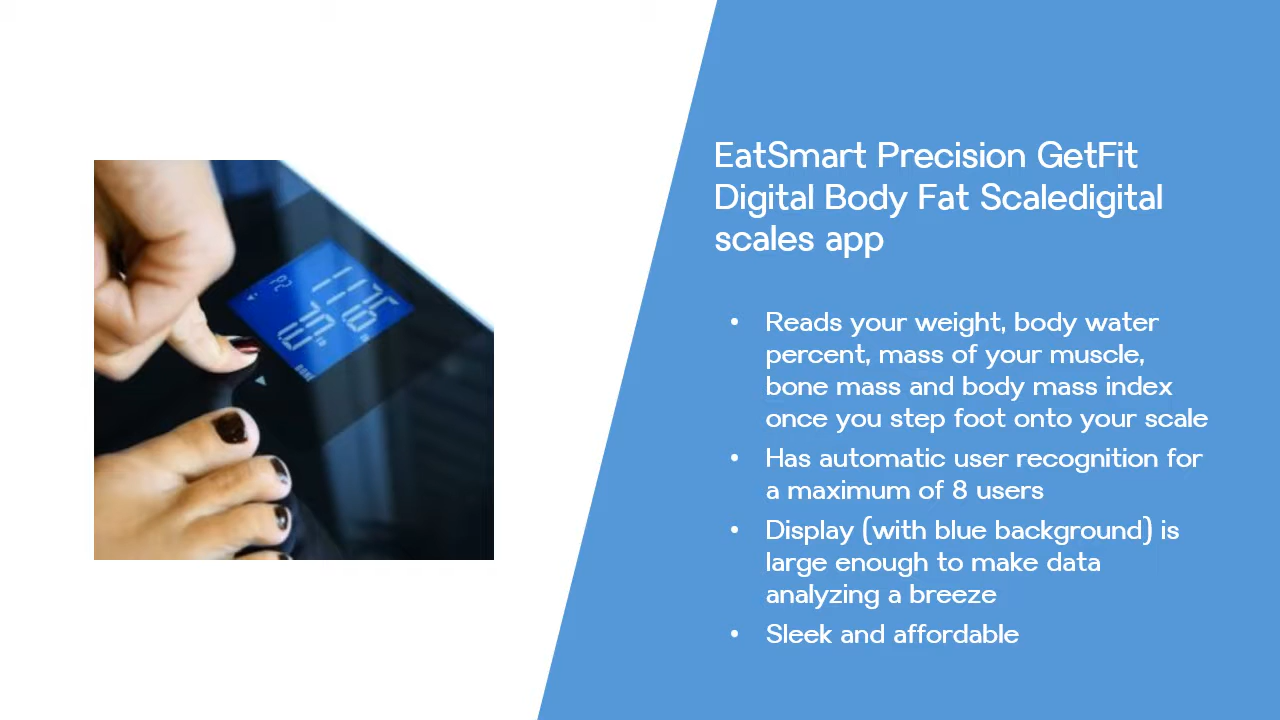 EatSmart Precision GetFit
Digital Body Fat Scaledigital
scales app
• Reads your weight, body water
percent, mass of your muscle,
bone mass and body mass index
once you step foot onto your scale
• Has automatic user recognition for
a maximum of 8 users
• Display (with blue background) is
large enough to make data
analyzing a breeze
• Sleek and affordable
P2